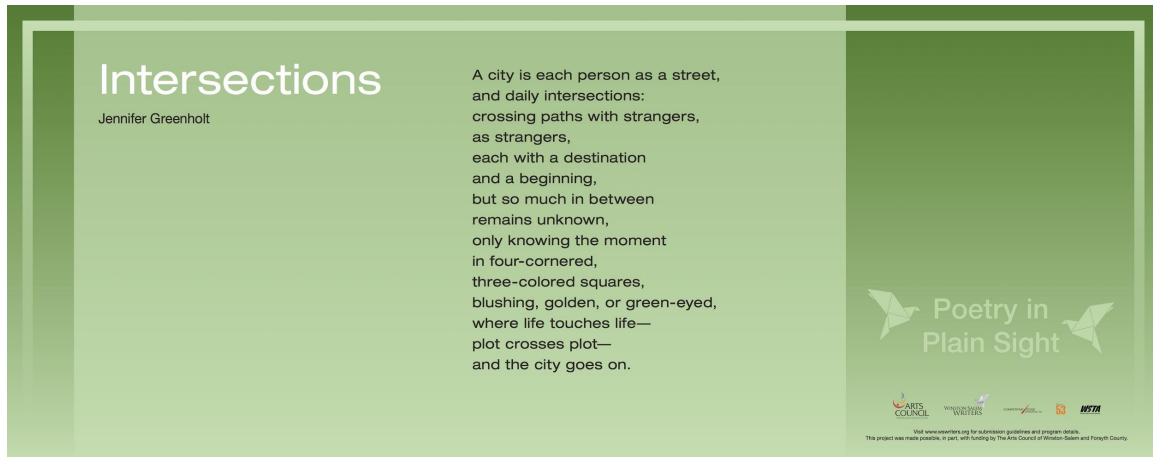 Intersections
Jennifer Greenholt
A city is each person as a street,
and daily intersections:
crossing paths with strangers,
as strangers,
each with a destination
and a beginning,
but so much in between
remains unknown,
only knowing the moment
in four-cornered,
three-colored squares,
blushing, golden, or green-eyed,
where life touches life—
plot crosses plot—
and the city goes on.
Poetry in
Plain Sight
ARTS
COUNCIL
WINSTON-SALEM
WRITERS
WSTA
Visit www.wswriters.org for submission guidelines and program details.
This project was made possible, in part, with funding by The Arts Council of Winston-Salem and Forsyth County.